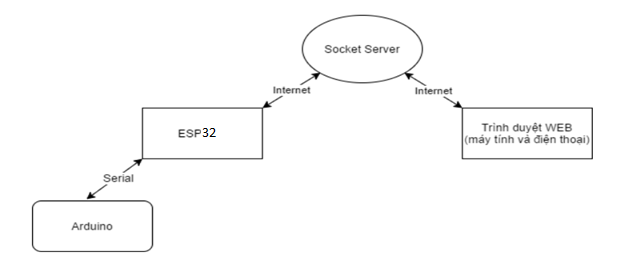 Socket Server
Internet
Internet
ESP32
Trình duyệt WEB
(máy tính và điện thoại)
Serial
Arduino